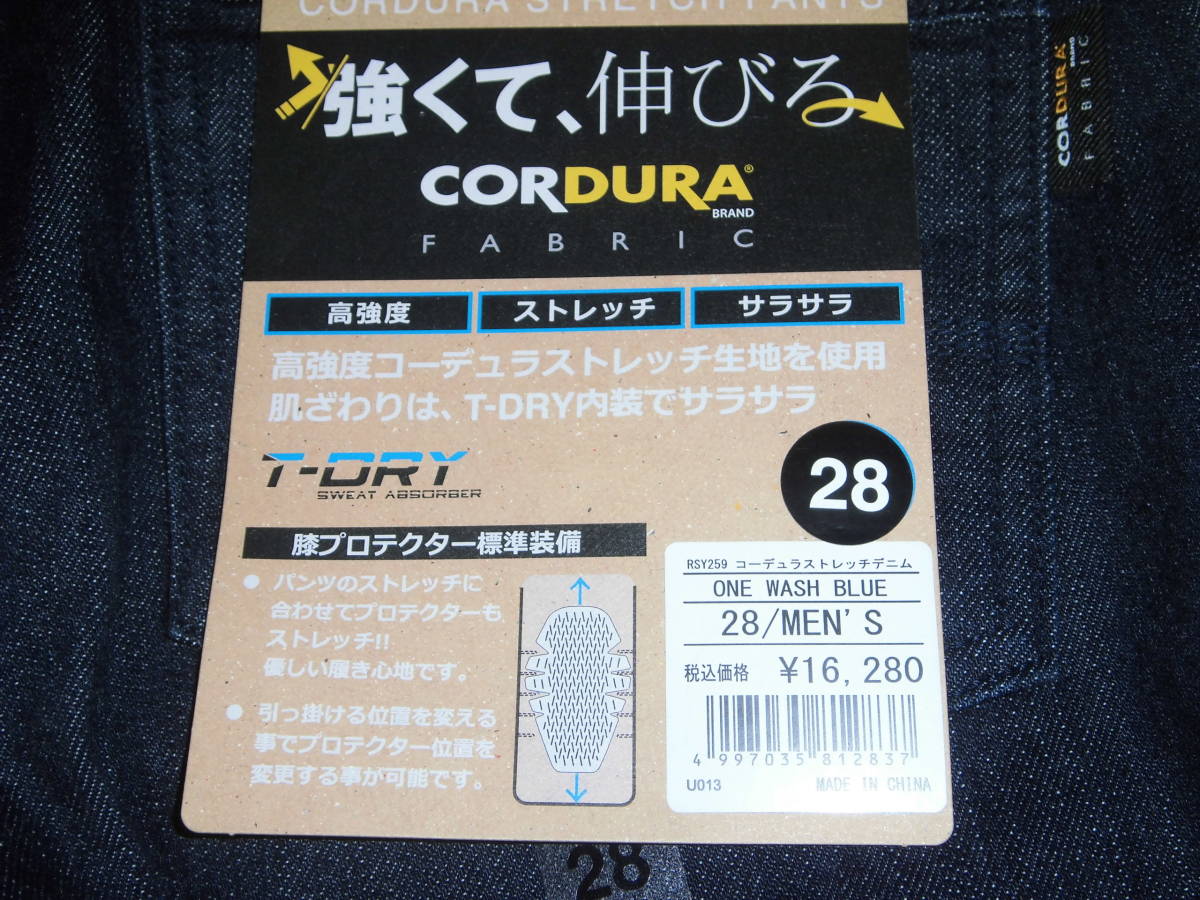 CORDURA STRETCH PANTS
強くて、伸びる
CORDURA®
BRAND
FABRIC
CORDURA®
BRAND
FABRIC
高強度
ストレッチ
サラサラ
高強度コーデュラストレッチ生地を使用
肌ざわりは、T-DRY内装でサラサラ
T-DRY
SWEAT ABSORBER
28
膝プロテクター標準装備
● パンツのストレッチに
合わせてプロテクターも
ストレッチ!!
優しい履き心地です。
● 引っ掛ける位置を変える
事でプロテクター位置を
変更する事が可能です。
RSY259 コーデュラストレッチデニム
ONE WASH BLUE
28/MEN'S
税込価格 ¥16,280
4 997035 812837
U013 MADE IN CHINA
28